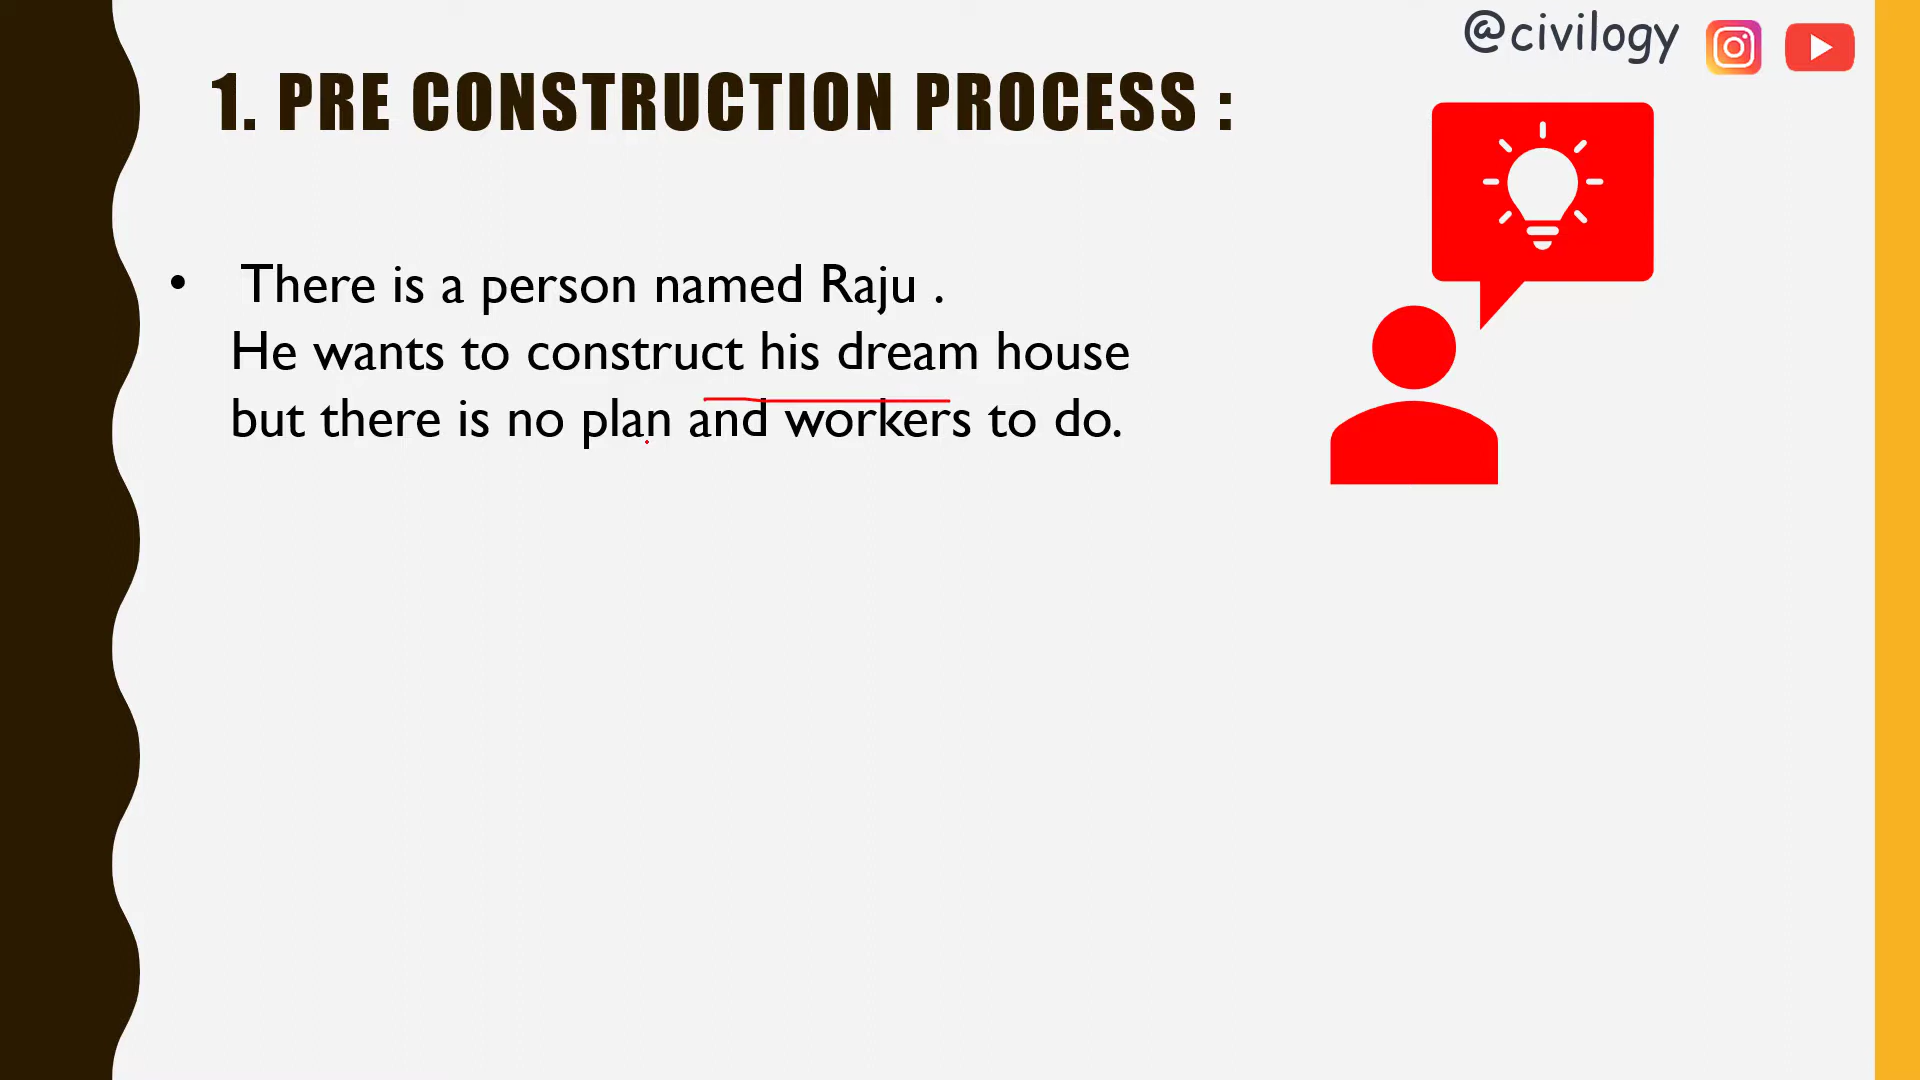 @civilogy
1. PRE CONSTRUCTION PROCESS :
• There is a person named Raju .
He wants to construct his dream house
but there is no plan and workers to do.